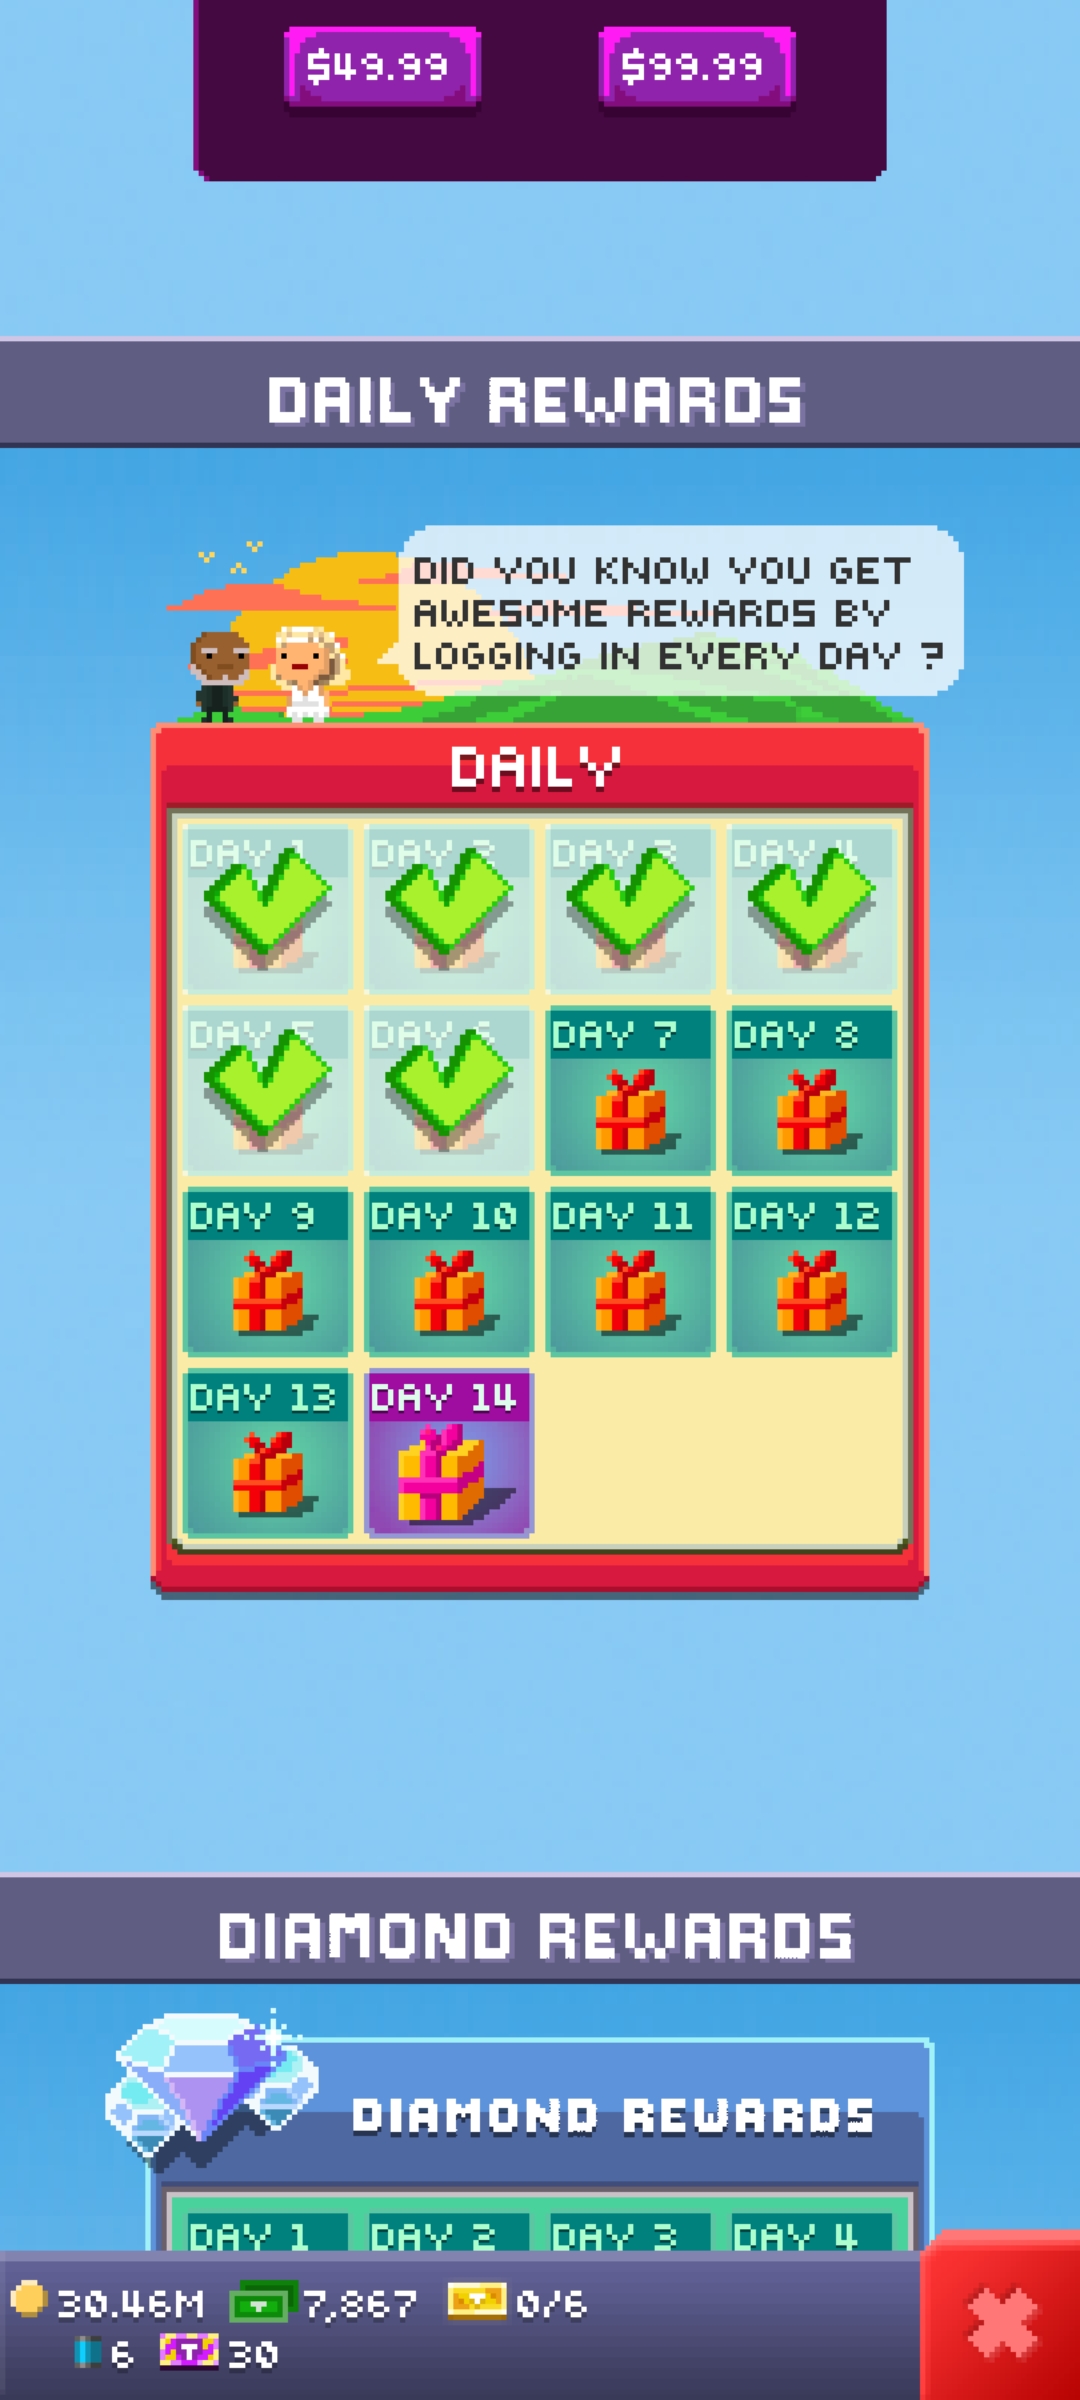 $49.99 $99.99
DAILY REWARDS
DID YOU KNOW YOU GET
AWESOME REWARDS BY
LOGGING IN EVERY DAY ?
DAILY
DAY 1 DAY 2 DAY 3 DAY 4
DAY 5 DAY 6 DAY 7 DAY 8
DAY 9 DAY 10 DAY 11 DAY 12
DAY 13 DAY 14
DIAMOND REWARDS
DIAMOND REWARDS
DAY 1 DAY 2 DAY 3 DAY 4
30.46M 7,867 0/6
6 T 30